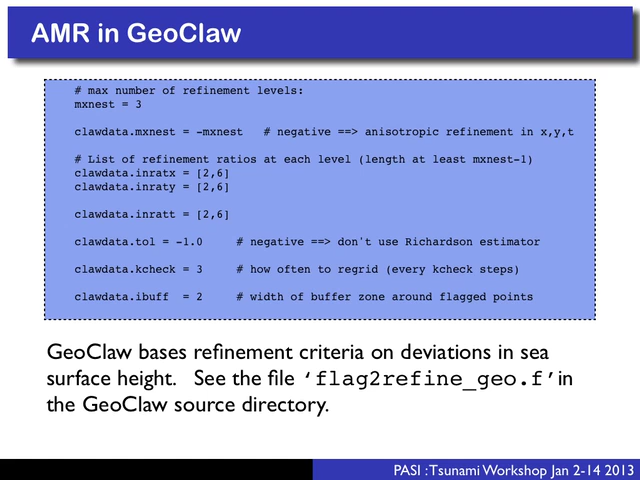 AMR in GeoClaw
# max number of refinement levels:
mxnest = 3
clawdata.mxnest = -mxnest # negative ==> anisotropic refinement in x,y,t
# List of refinement ratios at each level (length at least mxnest-1)
clawdata.inratx = [2,6]
clawdata.inraty = [2,6]
clawdata.inratt = [2,6]
clawdata.tol = -1.0 # negative ==> don't use Richardson estimator
clawdata.kcheck = 3 # how often to regrid (every kcheck steps)
clawdata.ibuff = 2 # width of buffer zone around flagged points
GeoClaw bases refinement criteria on deviations in sea
surface height. See the file ‘flag2refine_geo.f’in
the GeoClaw source directory.
PASI : Tsunami Workshop Jan 2-14 2013